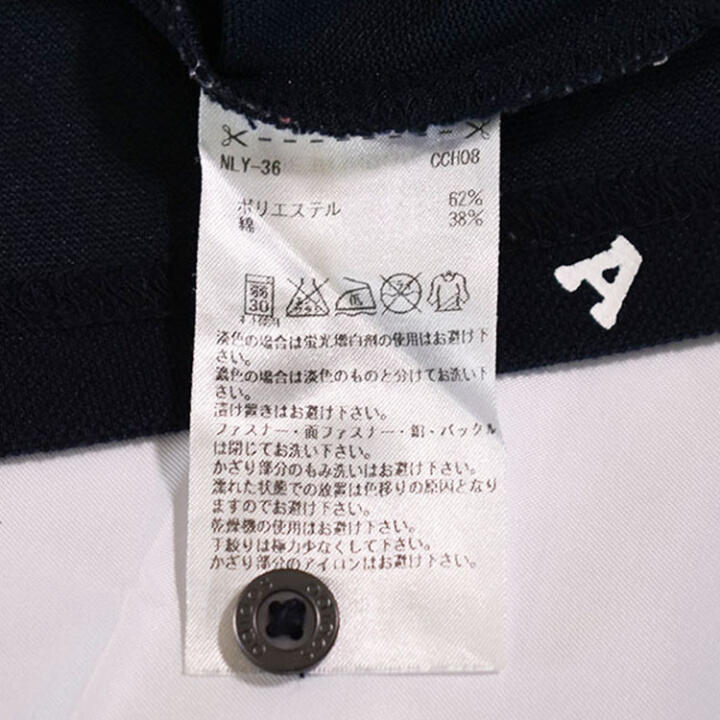 NLY-36 CCH08
ポリエステル 62%
綿 38%
弱
30
ネット使用
淡色の場合は蛍光増白剤の使用はお避け下
さい。
濃色の場合は淡色のものと分けてお洗い下
さい。
漬け置きはお避け下さい。
ファスナー・面ファスナー・釦・バックル
は閉じてお洗い下さい。
かざり部分のもみ洗いはお避け下さい。
濡れた状態での放置は色移りの原因となり
ますのでお避け下さい。
乾燥機の使用はお避け下さい。
手絞りは極力少なくして下さい。
かざり部分のアイロンはお避け下さい。
A
adidas adidas